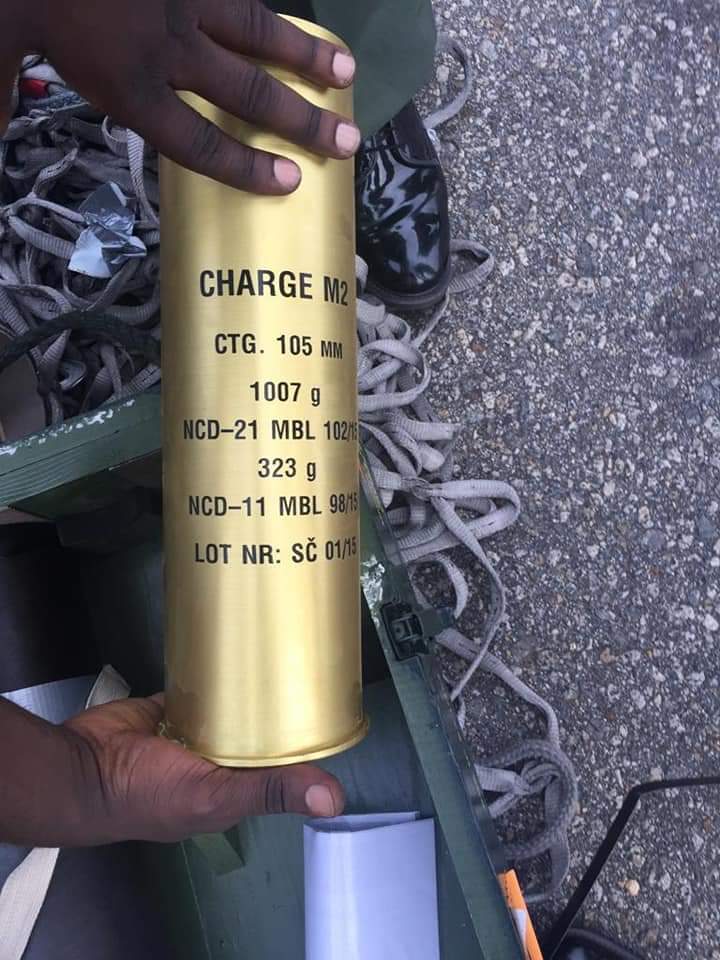 CHARGE M2
CTG. 105 MM
1007 g
NCD–21 MBL 102/15
323 g
NCD–11 MBL 98/15
LOT NR: SČ 01/15